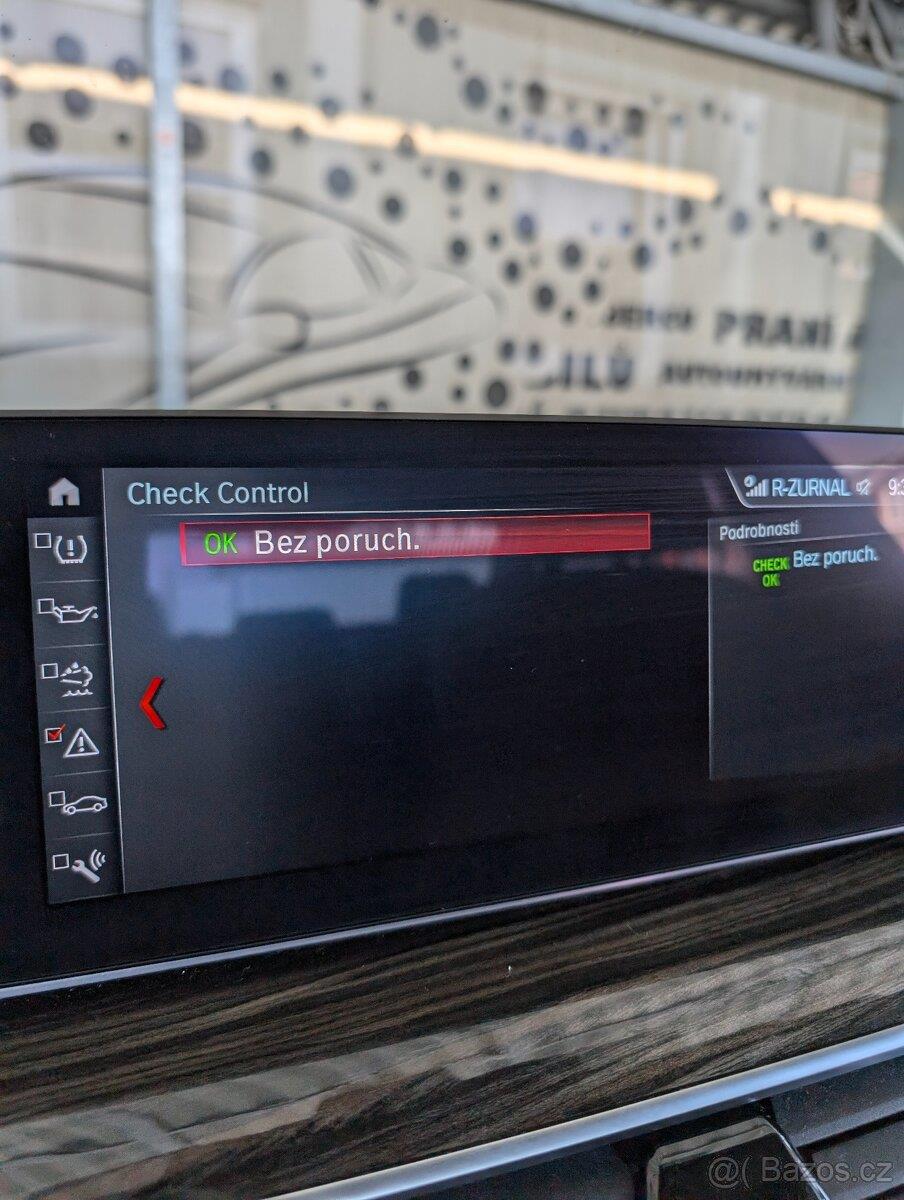 PRANÍ
Check Control
R-ZURNAL
OK Bez poruch.
Podrobnosti
CHECK OK Bez poruch.
@( Bazos.cz